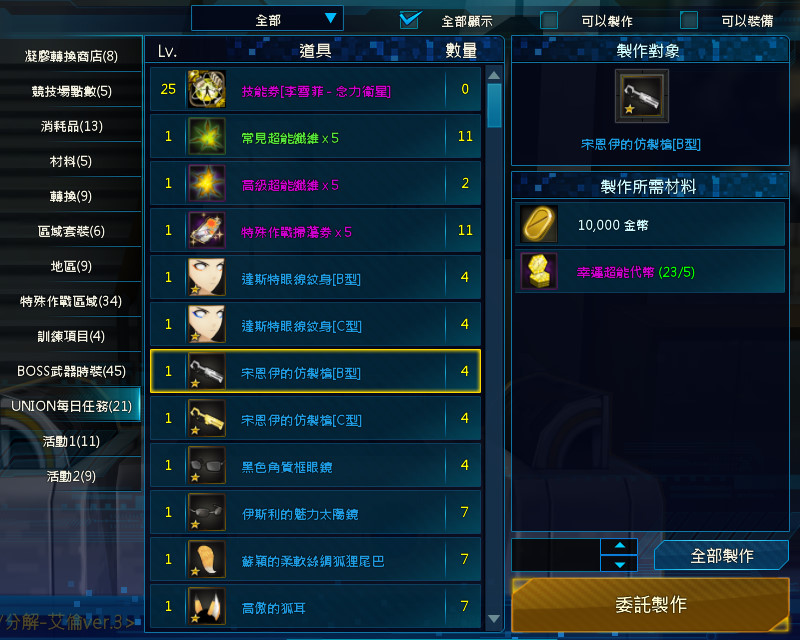 全部
全部顯示
可以製作
可以裝備
凝膠轉換商店(8)
競技場點數(5)
消耗品(13)
材料(5)
轉換(9)
區域套裝(6)
地區(9)
特殊作戰區域(34)
訓練項目(4)
BOSS武器時裝(45)
UNION每日任務(21)
活動1(11)
活動2(9)
Lv. 道具 數量
25 技能券[李雪菲 - 念力衛星] 0
1 常見超能纖維 x 5 11
1 高級超能纖維 x 5 2
1 特殊作戰掃蕩券 x 5 11
1 達斯特眼線紋身[B型] 4
1 達斯特眼線紋身[C型] 4
1 宋恩伊的仿製槍[B型] 4
1 宋恩伊的仿製槍[C型] 4
1 黑色角質框眼鏡 4
1 伊斯利的魅力太陽鏡 7
1 蘇穎的柔軟絲綢狐狸尾巴 7
1 高傲的狐耳 7
製作對象
宋恩伊的仿製槍[B型]
製作所需材料
10,000 金幣
幸運超能代幣 (23/5)
全部製作
委託製作
/分解-艾倫ver.3>